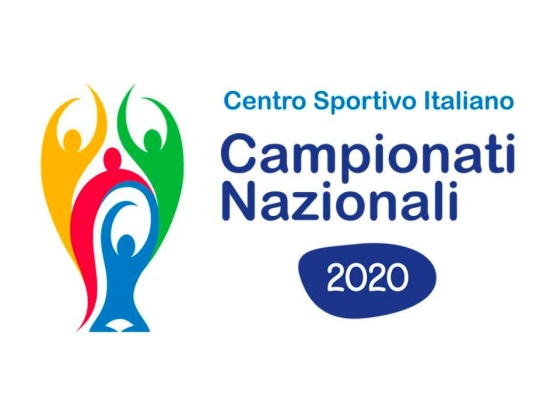 Centro Sportivo Italiano
Campionati
Nazionali
2020